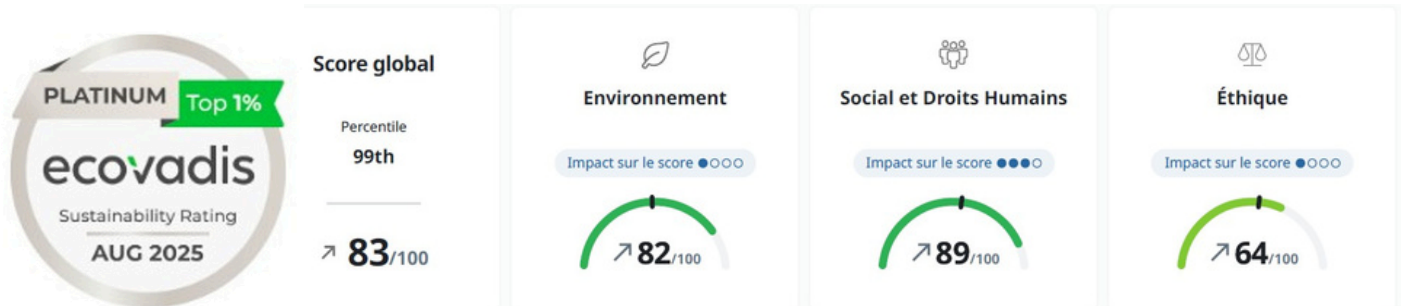 PLATINUM
Top 1%
ecovadis
Sustainability Rating
AUG 2025
Score global
Percentile
99th
83/100
Environnement
Impact sur le score
82/100
Social et Droits Humains
Impact sur le score
89/100
Éthique
Impact sur le score
64/100